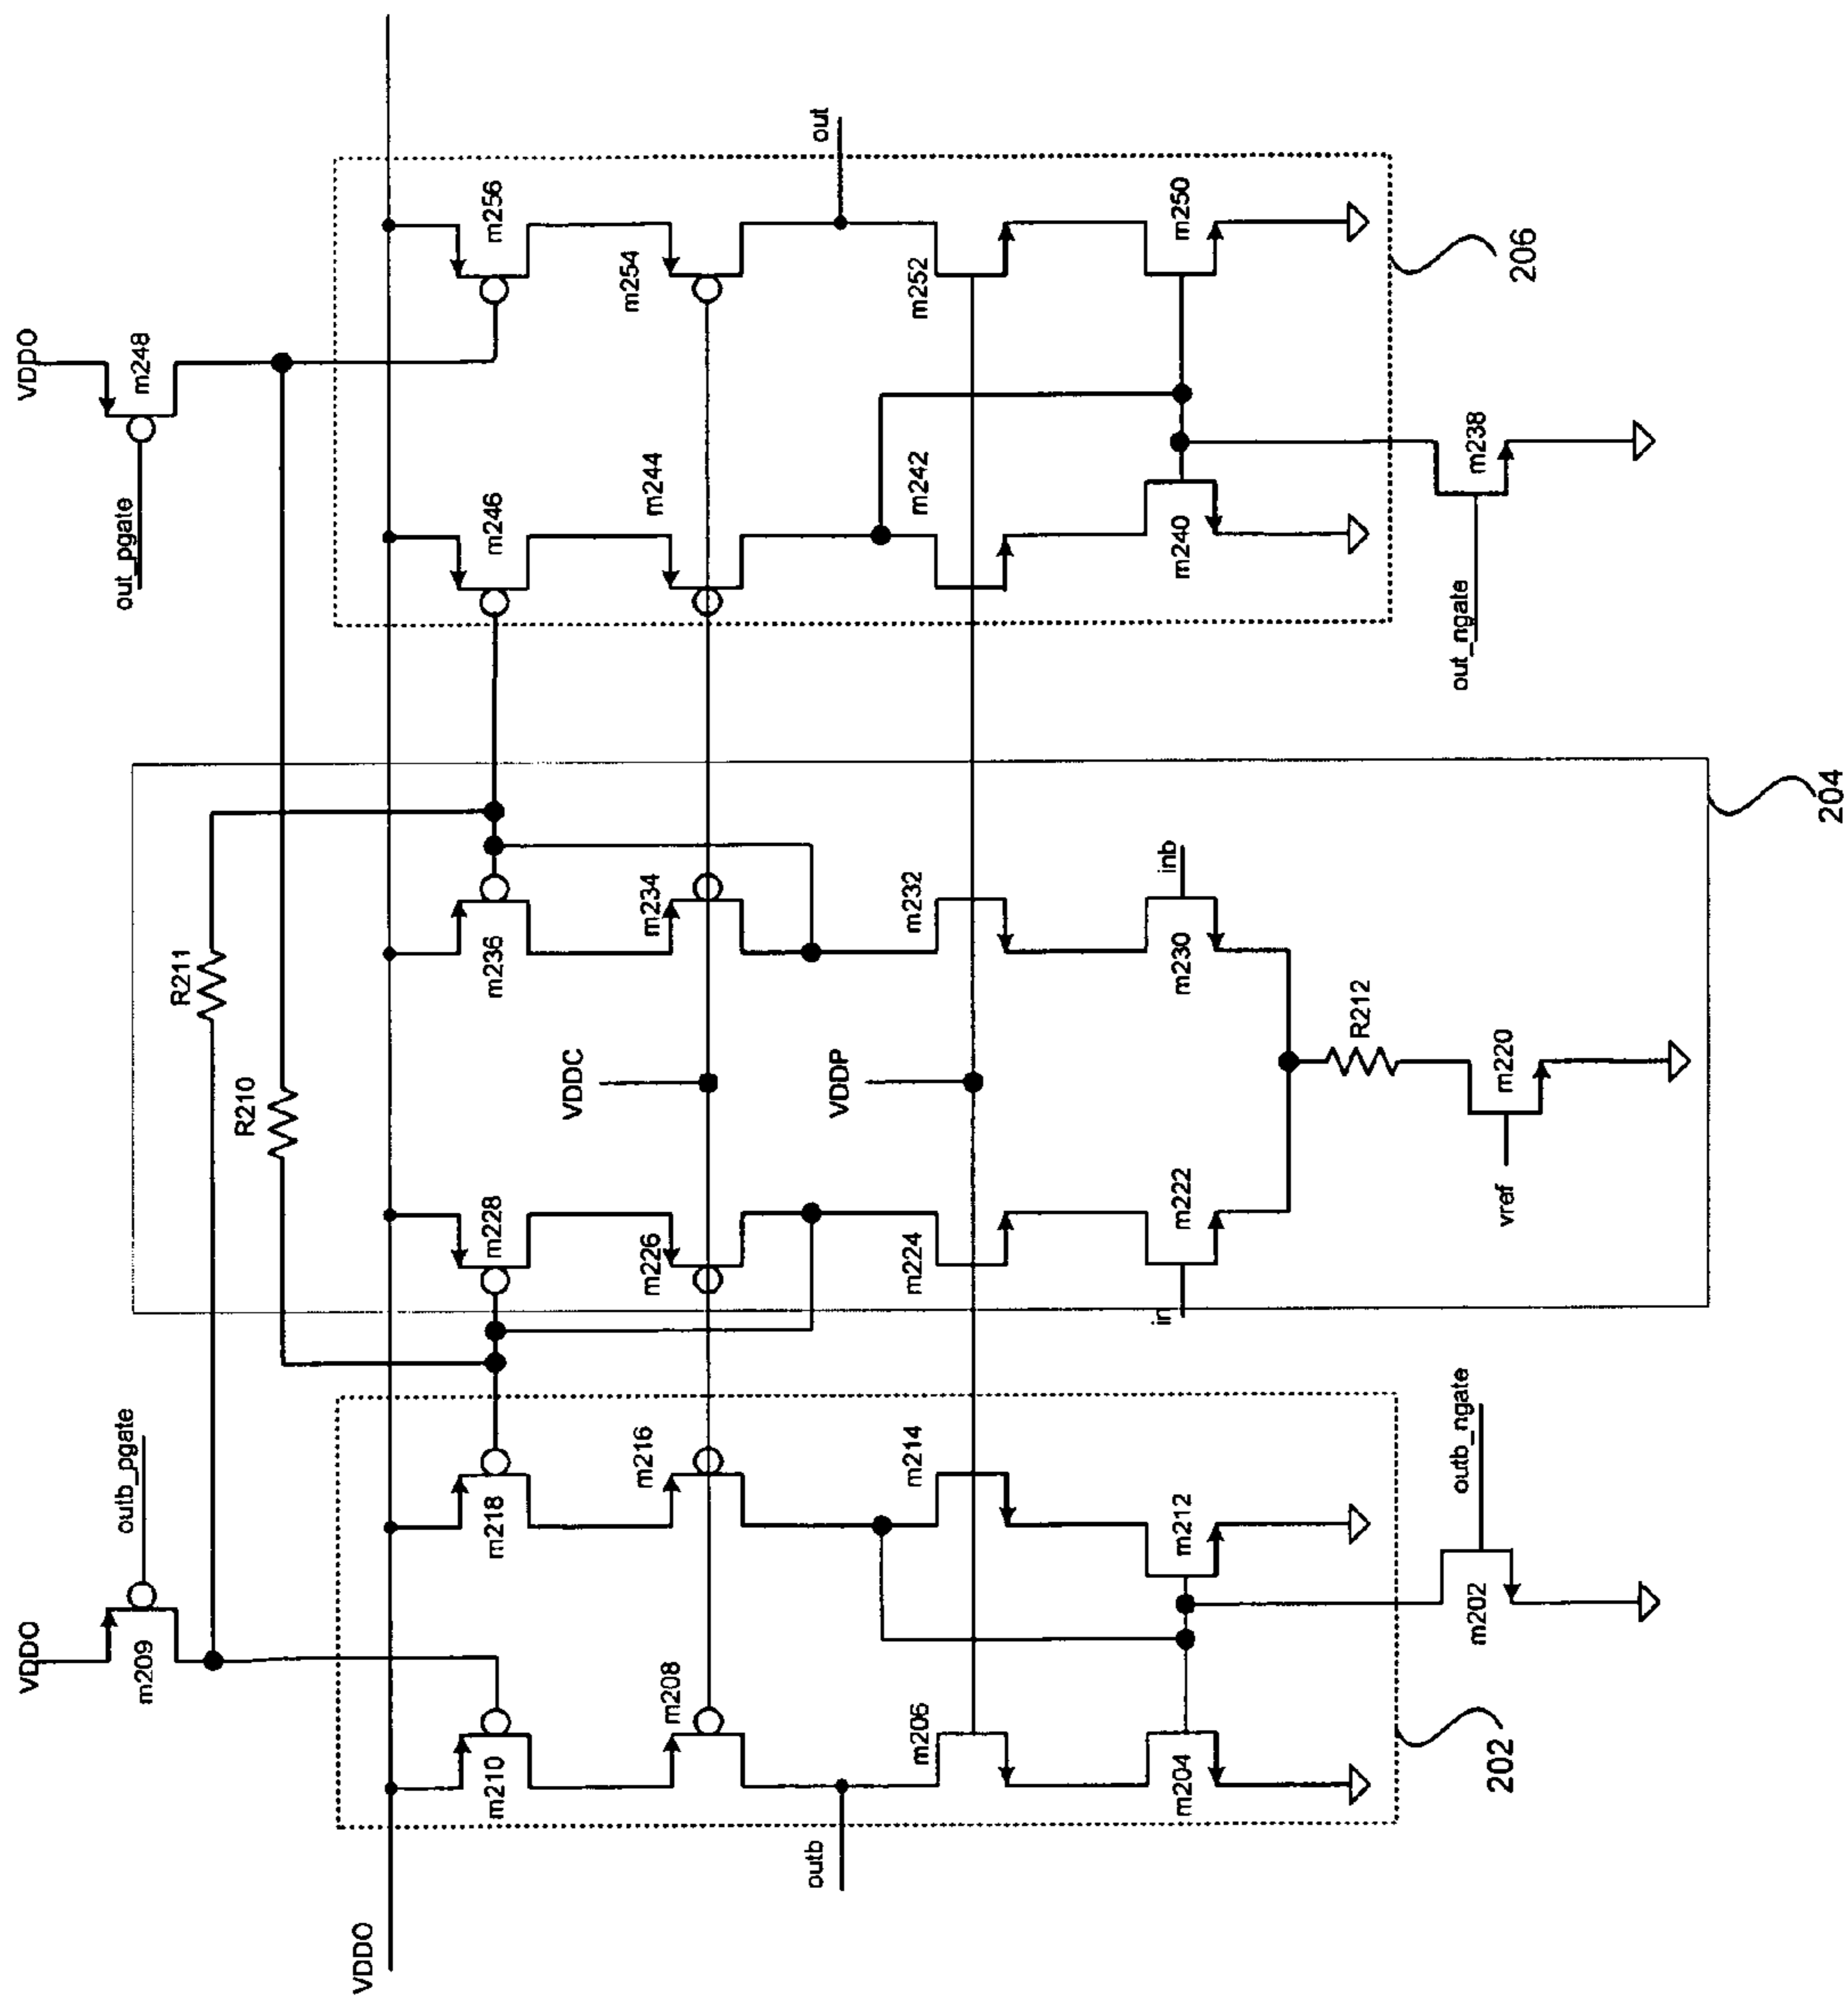 VDDO
m209
outb_pgate
VDDO
m248
out_pgate
R211
R210
VDDO
m210
m218
m228
m236
m246
m256
m208
m216
m226
m234
m244
m254
VDDC
outb
out
VDDP
m206
m214
m224
m232
m242
m252
m204
m212
in
m222
m230
inb
m240
m250
R212
vref
m220
m202
outb_ngate
out_ngate
m238
202
204
206